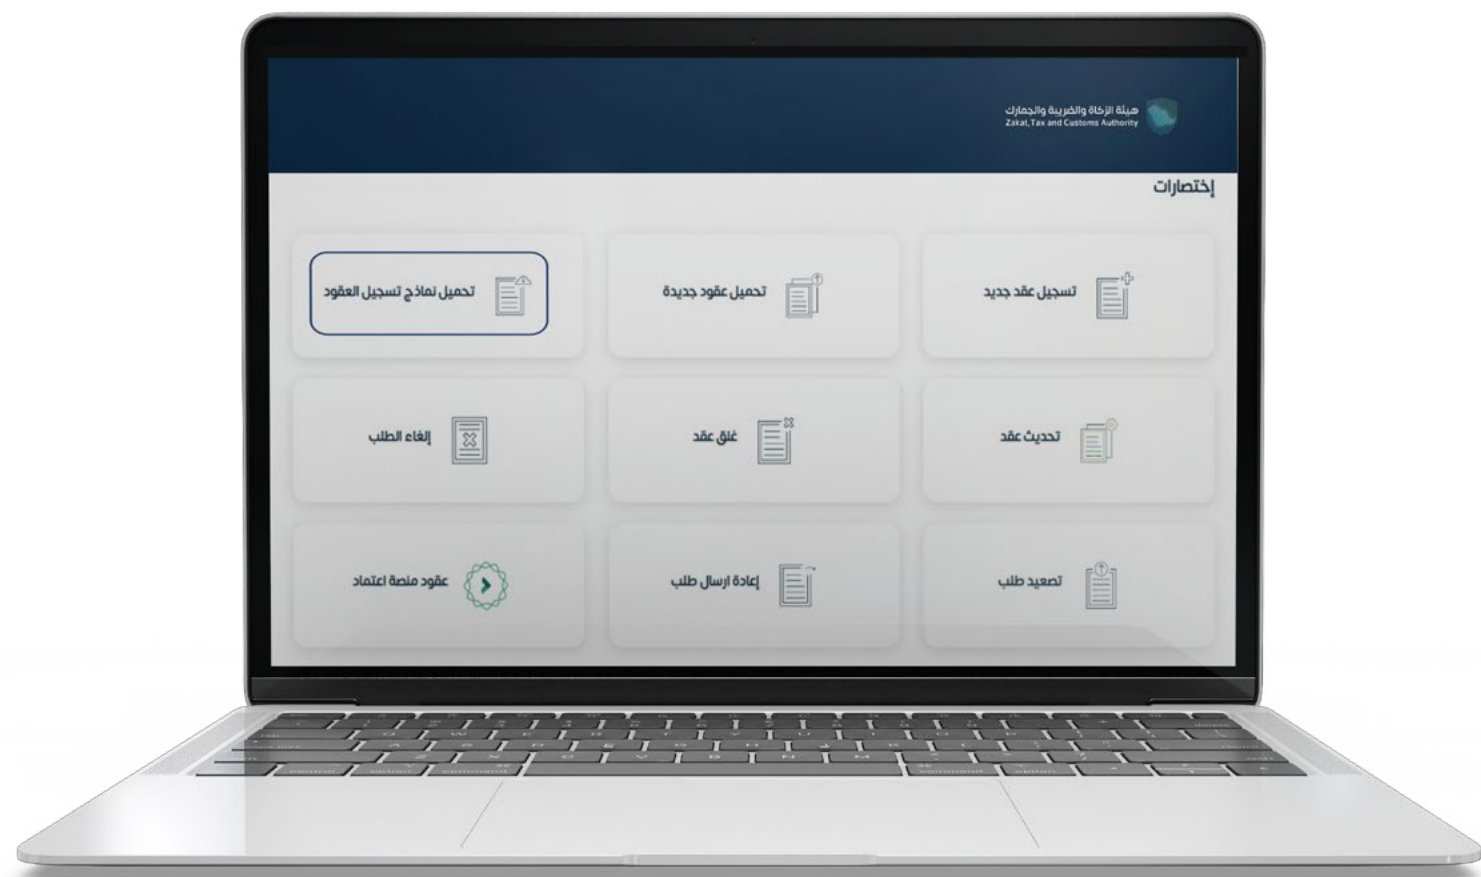 هيئة الزكاة والضريبة والجمارك
Zakat, Tax and Customs Authority
إختصارات
تسجيل عقد جديد
تحميل عقود جديدة
تحميل نماذج تسجيل العقود
تحديث عقد
غلق عقد
إلغاء الطلب
تصعيد طلب
إعادة ارسال طلب
عقود منصة اعتماد